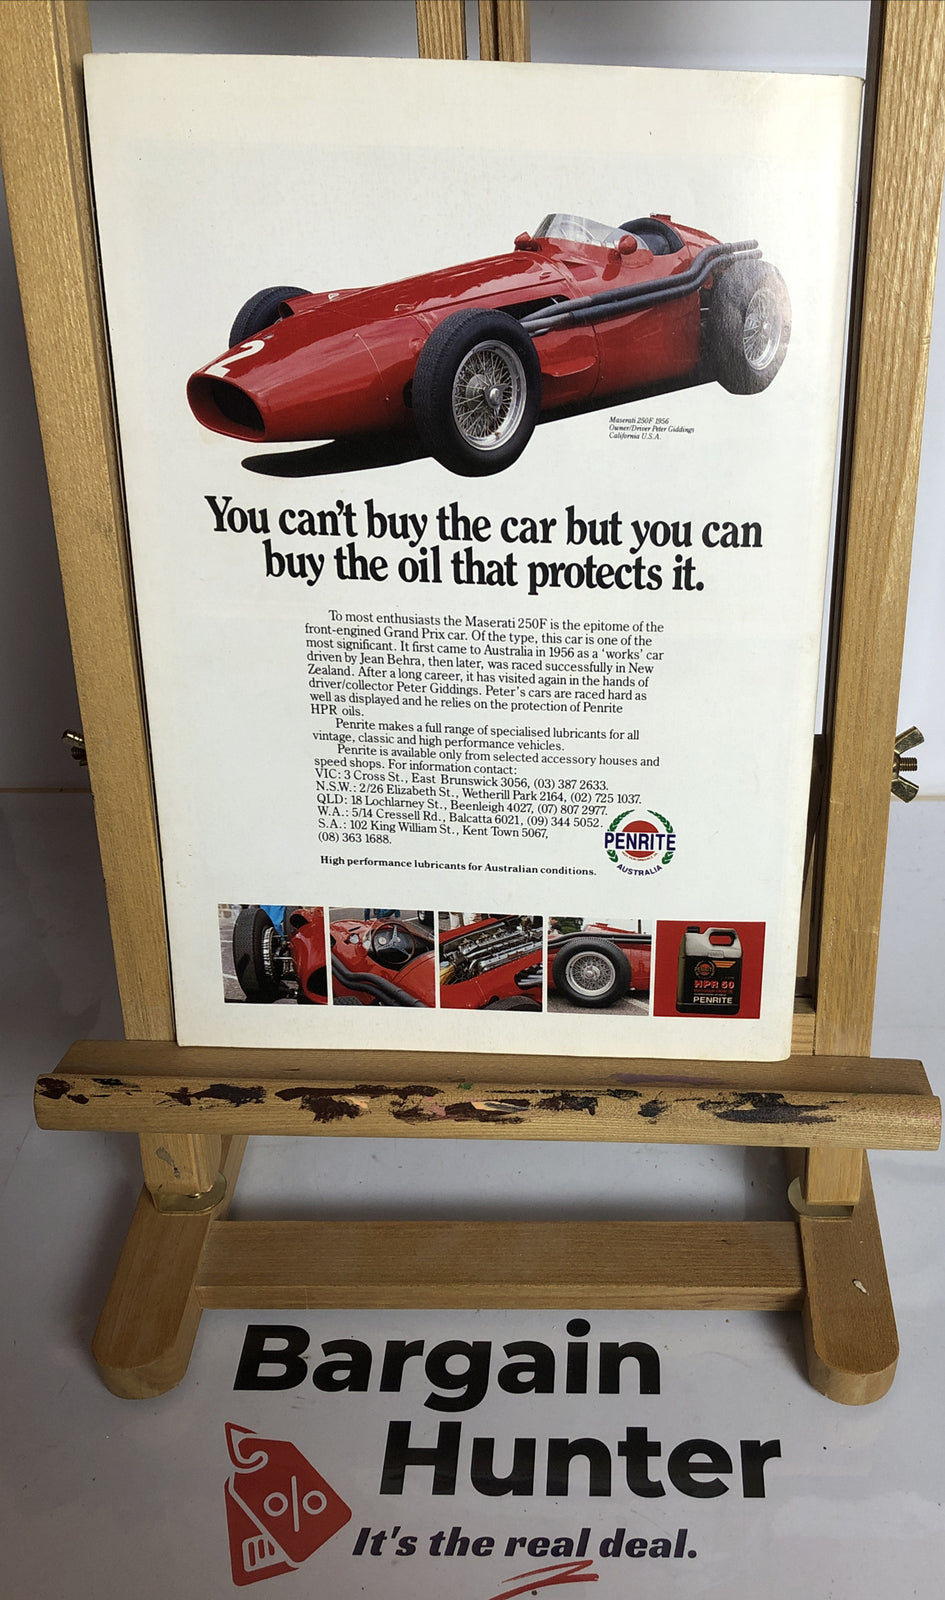 2
Maserati 250F 1956
Owner/Driver Peter Giddings
California U.S.A.
You can't buy the car but you can
buy the oil that protects it.
To most enthusiasts the Maserati 250F is the epitome of the
front-engined Grand Prix car. Of the type, this car is one of the
most significant. It first came to Australia in 1956 as a 'works' car
driven by Jean Behra, then later, was raced successfully in New
Zealand. After a long career, it has visited again in the hands of
driver/collector Peter Giddings. Peter's cars are raced hard as
well as displayed and he relies on the protection of Penrite
HPR oils.
Penrite makes a full range of specialised lubricants for all
vintage, classic and high performance vehicles.
Penrite is available only from selected accessory houses and
speed shops. For information contact:
VIC: 3 Cross St., East Brunswick 3056, (03) 387 2633.
N.S.W.: 2/26 Elizabeth St., Wetherill Park 2164, (02) 725 1037.
QLD: 18 Lochlarney St., Beenleigh 4027, (07) 807 2977.
W.A.: 5/14 Cressell Rd., Balcatta 6021, (09) 344 5052.
S.A.: 102 King William St., Kent Town 5067,
(08) 363 1688.
PENRITE
AUSTRALIA
High performance lubricants for Australian conditions.
HPR 50
PENRITE
Bargain
Hunter
%
It's the real deal.